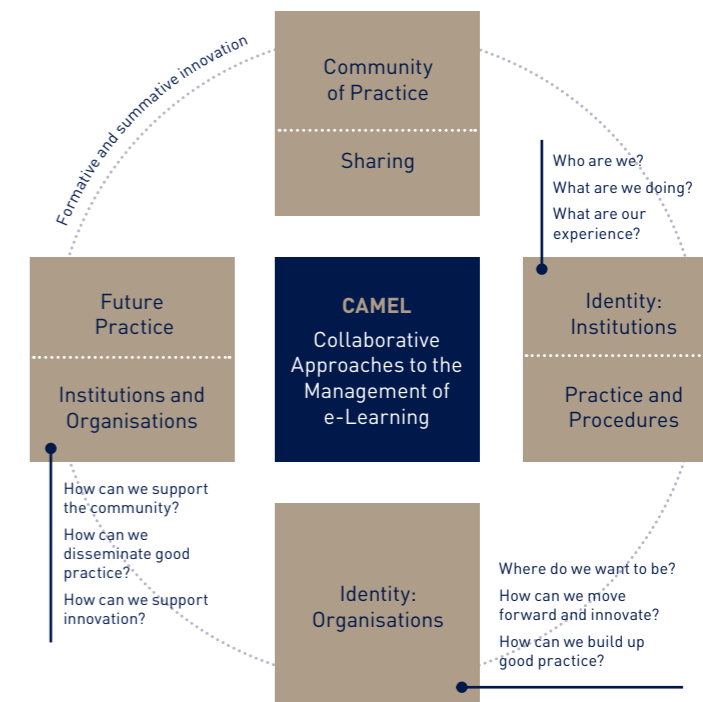 Formative and summative innovation
Community
of Practice
Sharing
Who are we?
What are we doing?
What are our
experience?
Future
Practice
Institutions and
Organisations
CAMEL
Collaborative
Approaches to the
Management of
e-Learning
Identity:
Institutions
Practice and
Procedures
How can we support
the community?
How can we
disseminate good
practice?
How can we support
innovation?
Identity:
Organisations
Where do we want to be?
How can we move
forward and innovate?
How can we build up
good practice?